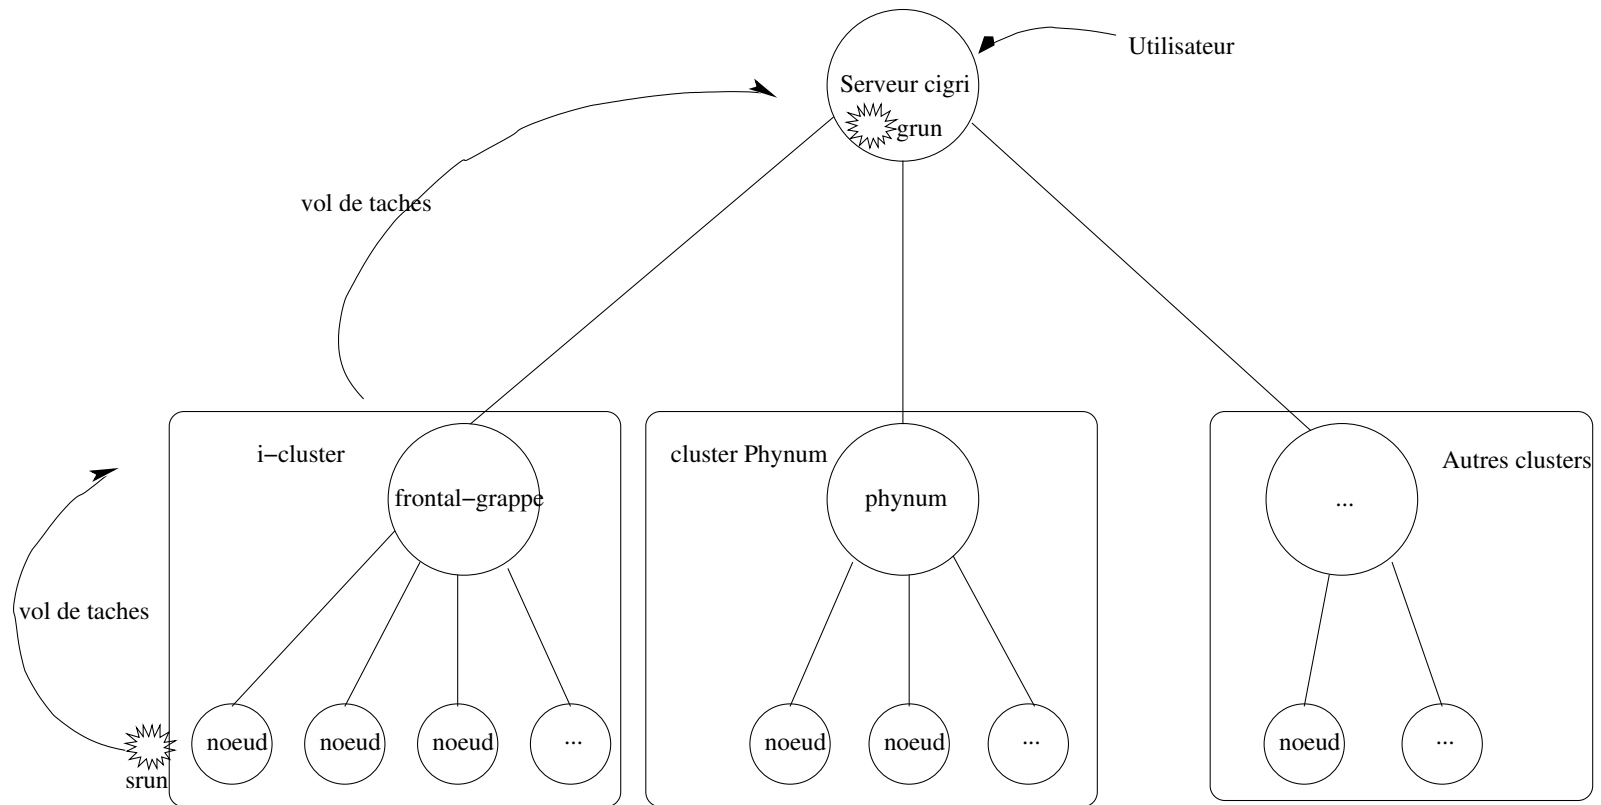 Utilisateur
Serveur cigri
grun
vol de taches
i−cluster
cluster Phynum
Autres clusters
frontal−grappe
phynum
...
vol de taches
noeud
noeud
noeud
...
noeud
noeud
...
noeud
...
srun